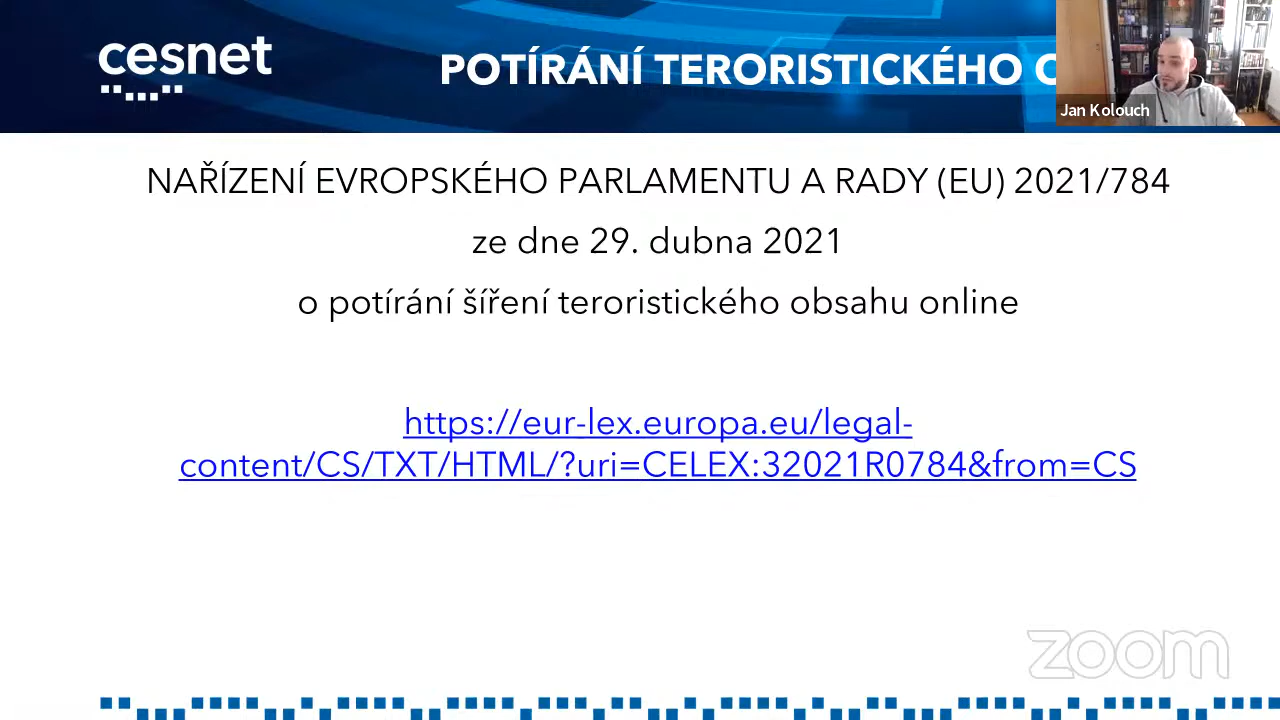 cesnet
POTÍRÁNÍ TERORISTICKÉHO
Jan Kolouch
NAŘÍZENÍ EVROPSKÉHO PARLAMENTU A RADY (EU) 2021/784
ze dne 29. dubna 2021
o potírání šíření teroristického obsahu online
https://eur-lex.europa.eu/legal-
content/CS/TXT/HTML/?uri=CELEX:32021R0784&from=CS
zoom